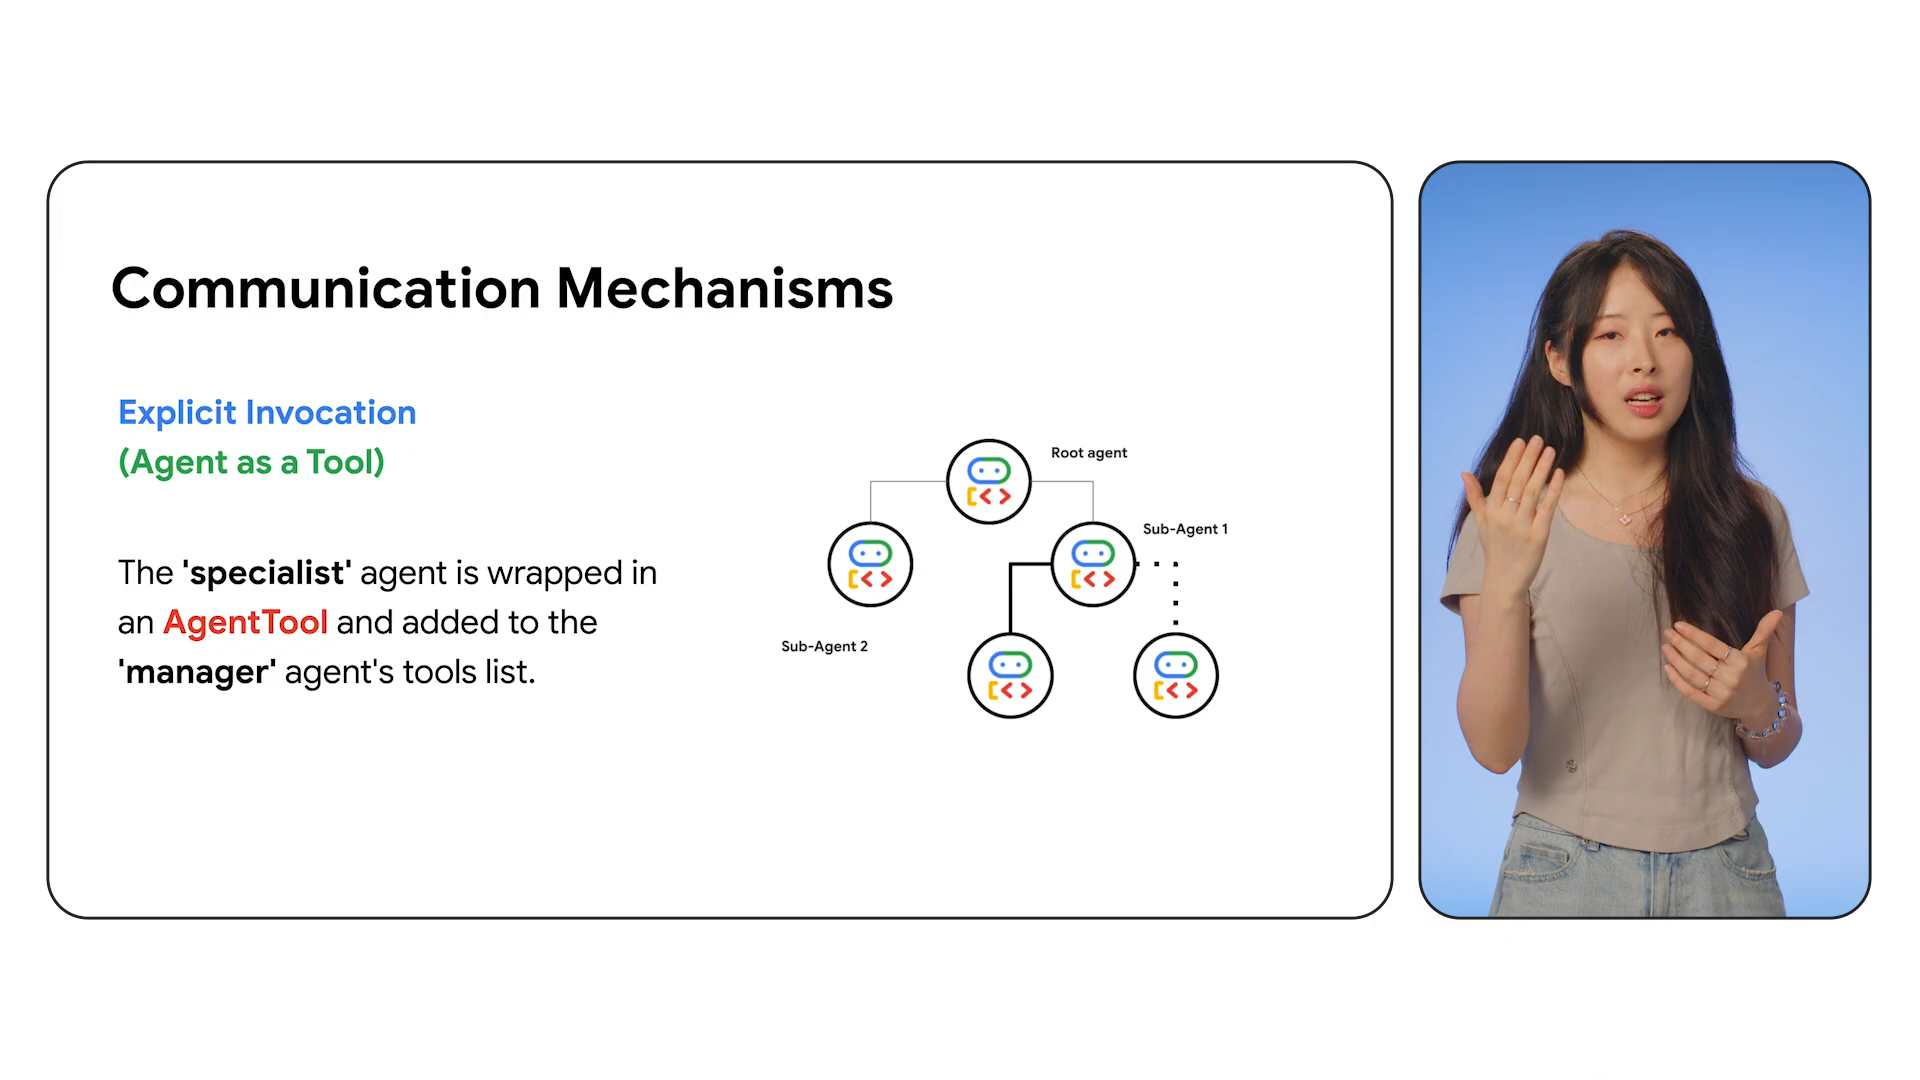 Communication Mechanisms
Explicit Invocation
(Agent as a Tool)
The 'specialist' agent is wrapped in
an AgentTool and added to the
'manager' agent's tools list.
Root agent
Sub-Agent 1
Sub-Agent 2